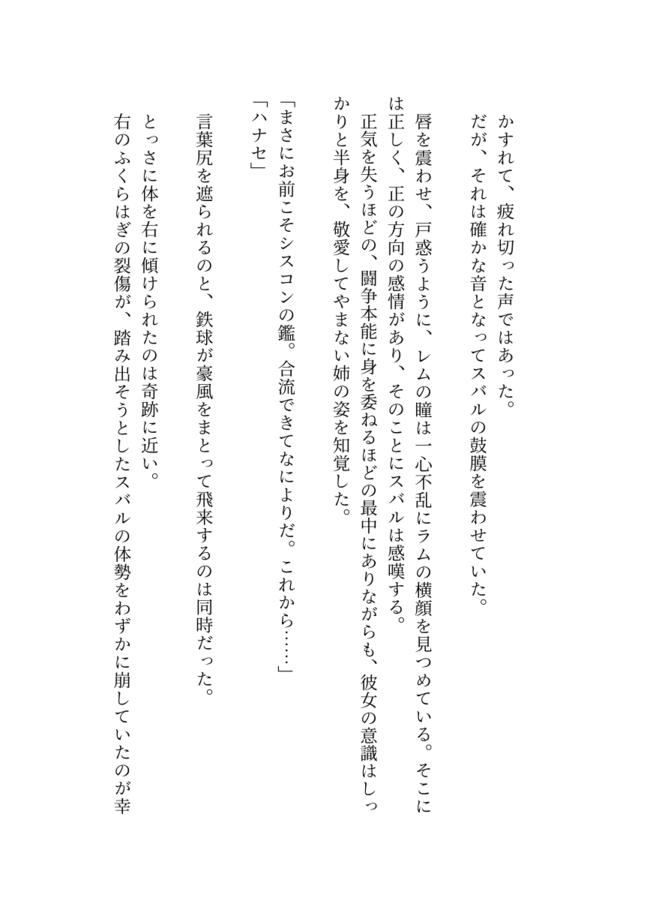 かすれて、疲れ切った声ではあった。
だが、それは確かな音となってスバルの鼓膜を震わせていた。
唇を震わせ、戸惑うように、レムの瞳は一心不乱にラムの横顔を見つめている。そこに
は正しく、正の方向の感情があり、そのことにスバルは感嘆する。
正気を失うほどの、闘争本能に身を委ねるほどの最中にありながらも、彼女の意識はしっ
かりと半身を、敬愛してやまない姉の姿を知覚した。
「まさにお前こそシスコンの鑑。合流できてなによりだ。これから……」
「ハナセ」
言葉尻を遮られるのと、鉄球が豪風をまとって飛来するのは同時だった。
とっさに体を右に傾けられたのは奇跡に近い。
右のふくらはぎの裂傷が、踏み出そうとしたスバルの体勢をわずかに崩していたのが幸